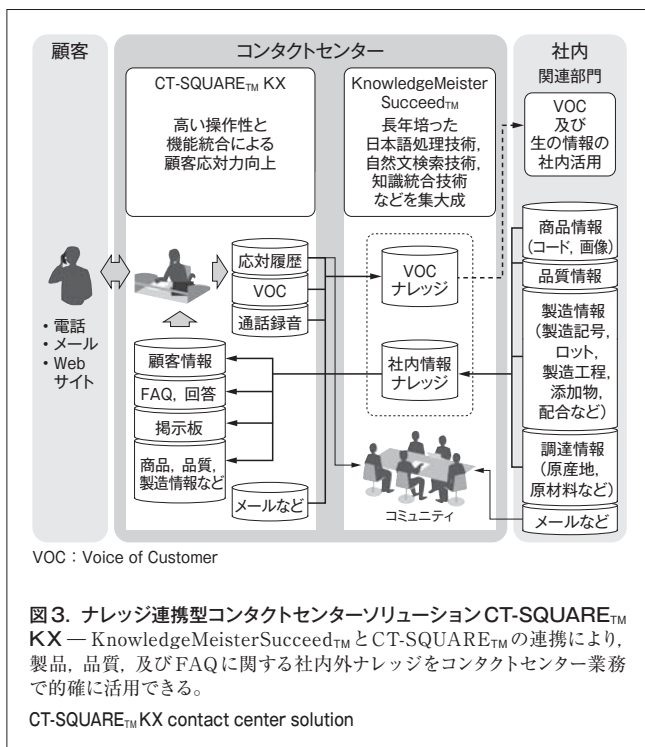 顧客
コンタクトセンター
社内
関連部門
CT-SQUARE™ KX
高い操作性と
機能統合による
顧客応対力向上
KnowledgeMeister
Succeed™
長年培った
日本語処理技術,
自然文検索技術,
知識統合技術
などを集大成
VOC
及び
生の情報の
社内活用
・電話
・メール
・Web
サイト
応対履歴
VOC
通話録音
顧客情報
FAQ, 回答
掲示板
商品, 品質,
製造情報など
メールなど
VOC
ナレッジ
社内情報
ナレッジ
コミュニティ
商品情報
(コード, 画像)
品質情報
製造情報
(製造記号,
ロット,
製造工程,
添加物,
配合など)
調達情報
(原産地,
原材料など)
メールなど
VOC：Voice of Customer
図3. ナレッジ連携型コンタクトセンターソリューションCT-SQUARE™
KX — KnowledgeMeisterSucceed™とCT-SQUARE™の連携により,
製品, 品質, 及びFAQに関する社内外ナレッジをコンタクトセンター業務
で的確に活用できる。
CT-SQUARE™ KX contact center solution